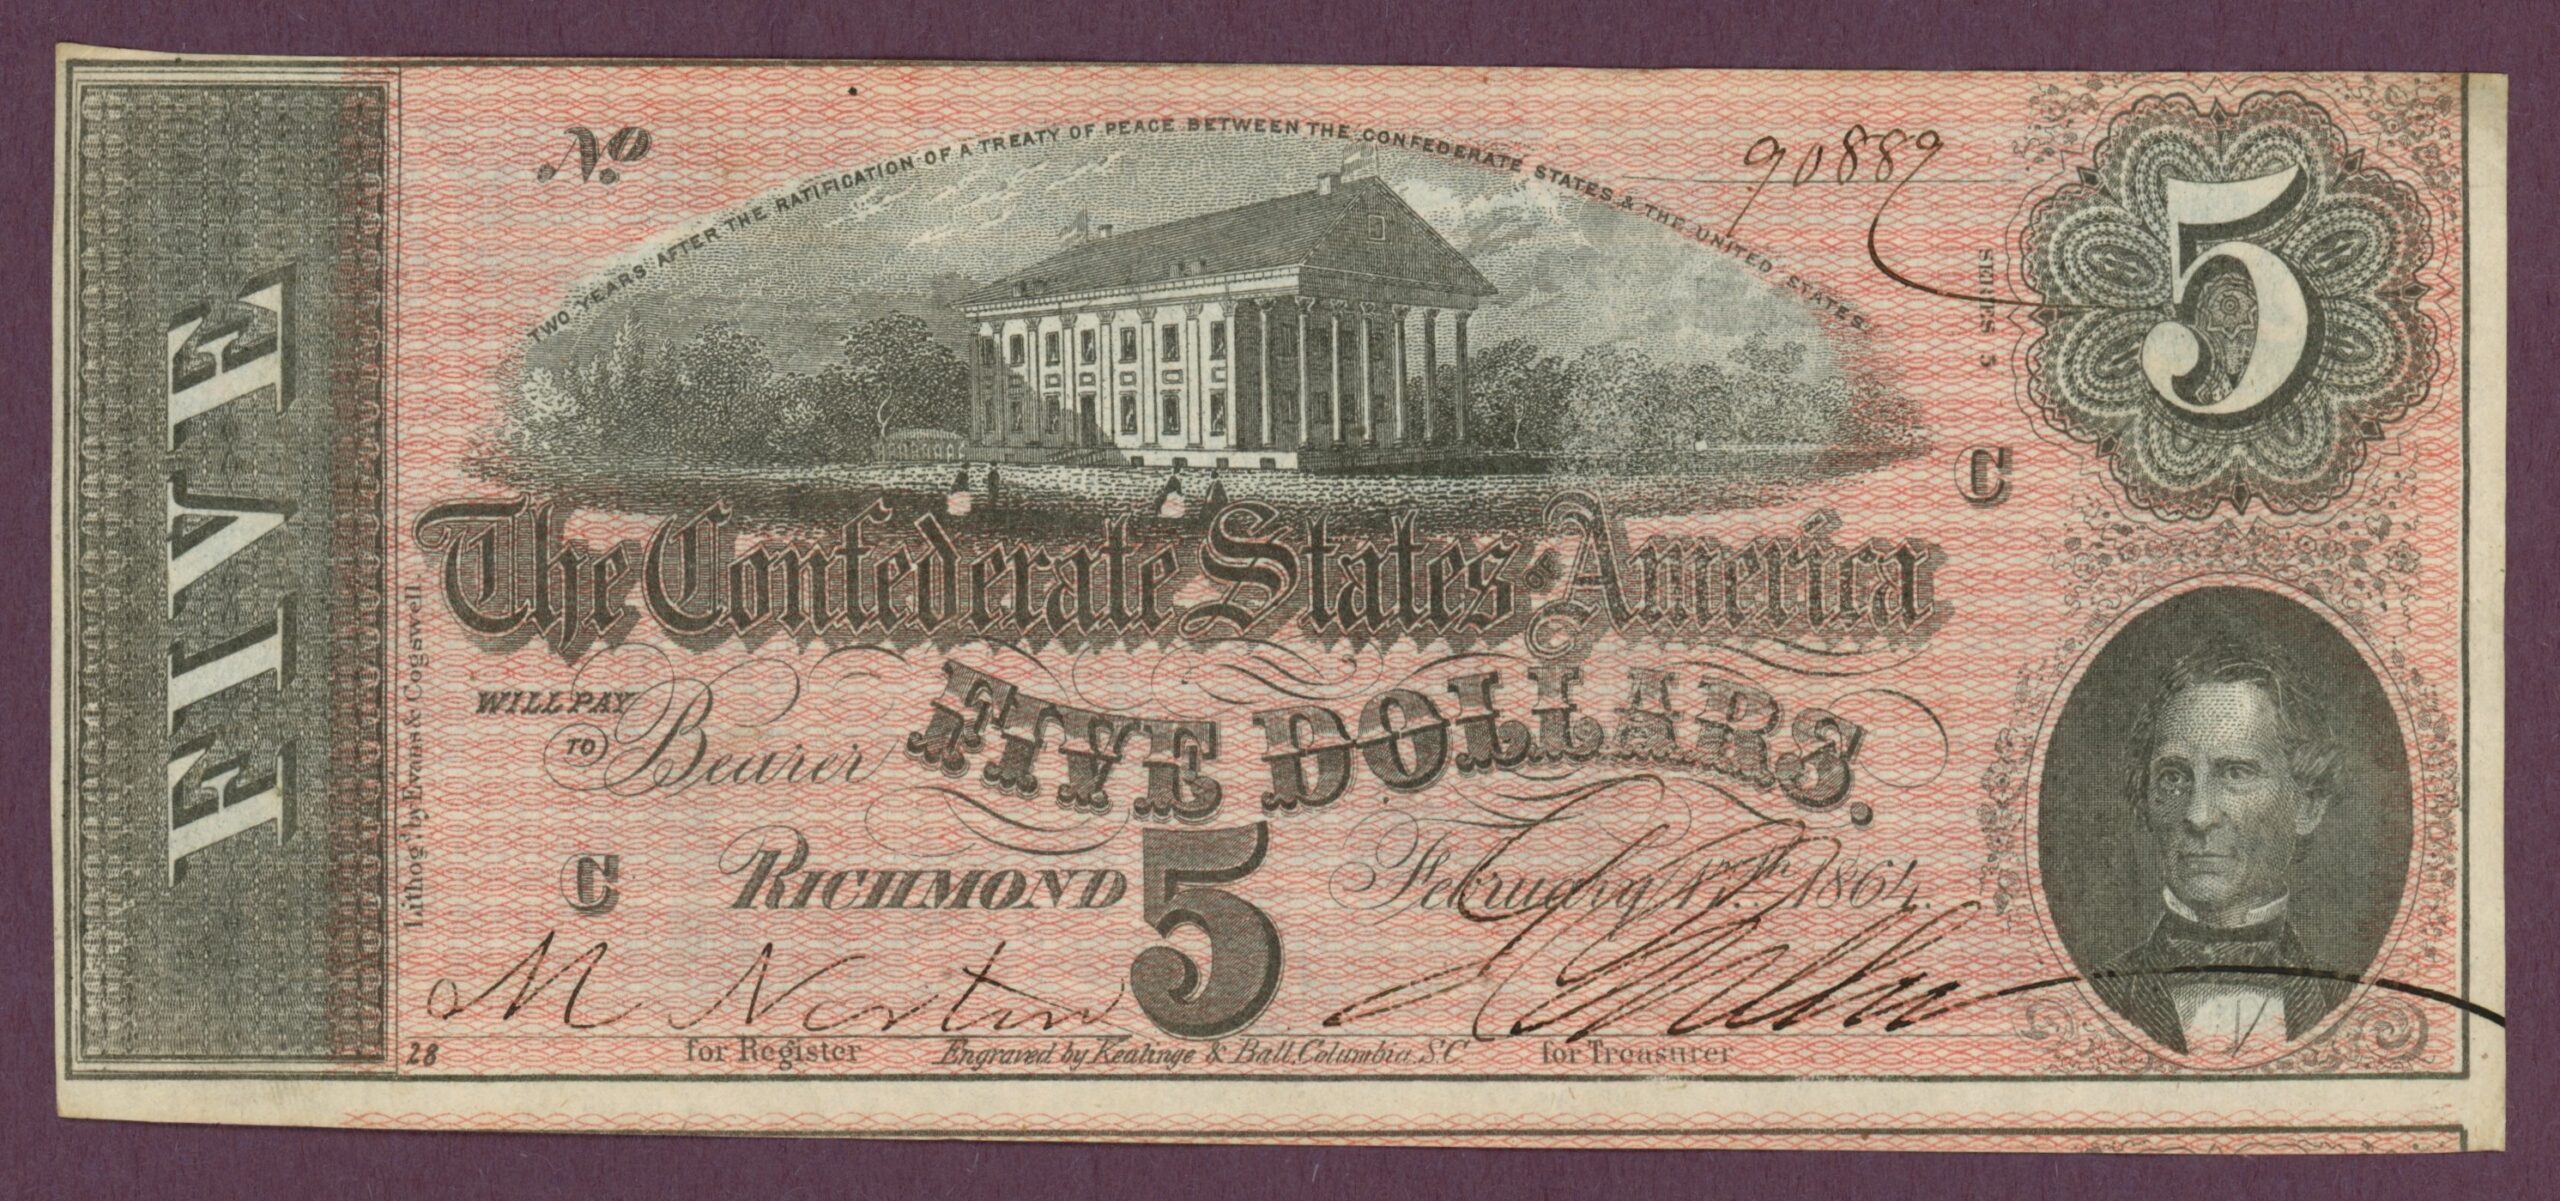 No.
90889
TWO YEARS AFTER THE RATIFICATION OF A TREATY OF PEACE BETWEEN THE CONFEDERATE STATES & THE UNITED STATES
SERIES 5
5
C
FIVE
The Confederate States OF America
WILL PAY
TO Bearer FIVE DOLLARS.
C RICHMOND 5 February 17th 1864.
Lithog'd by Evans & Cogswell
M Norton
28 for Register Engraved by Keatinge & Ball, Columbia, S.C. for Treasurer